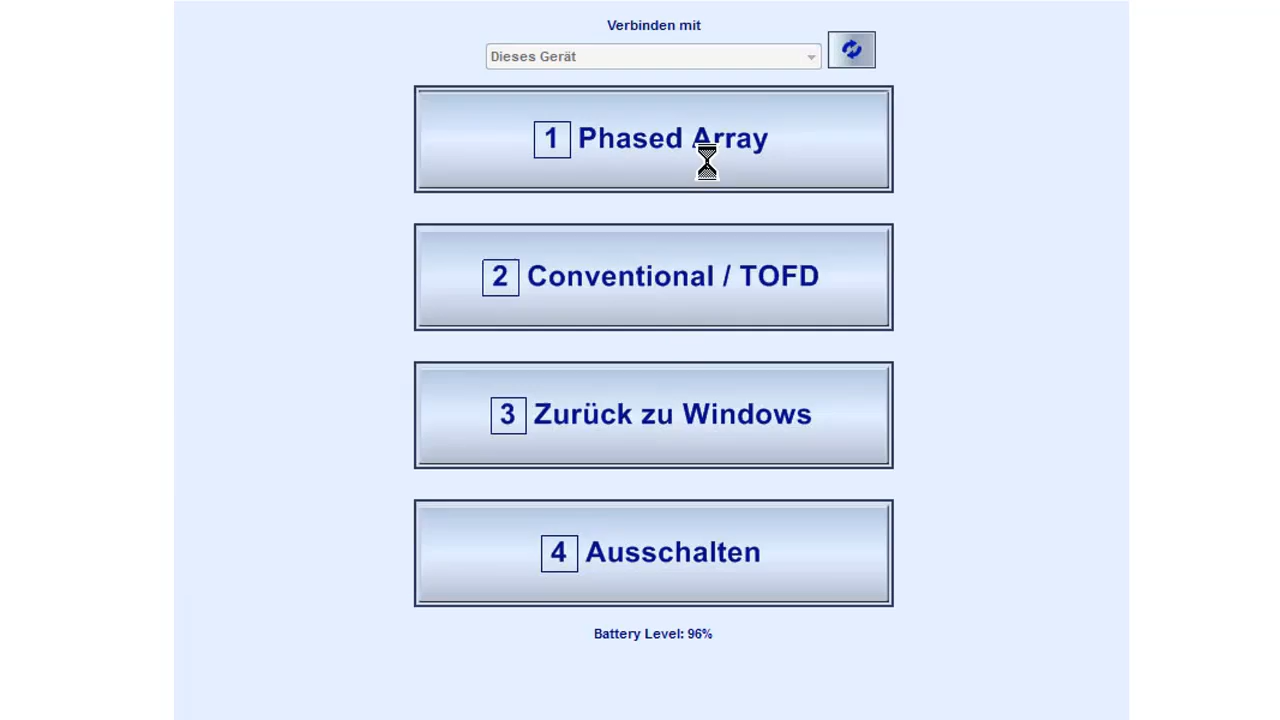 Verbinden mit
Dieses Gerät
1 Phased Array
2 Conventional / TOFD
3 Zurück zu Windows
4 Ausschalten
Battery Level: 96%